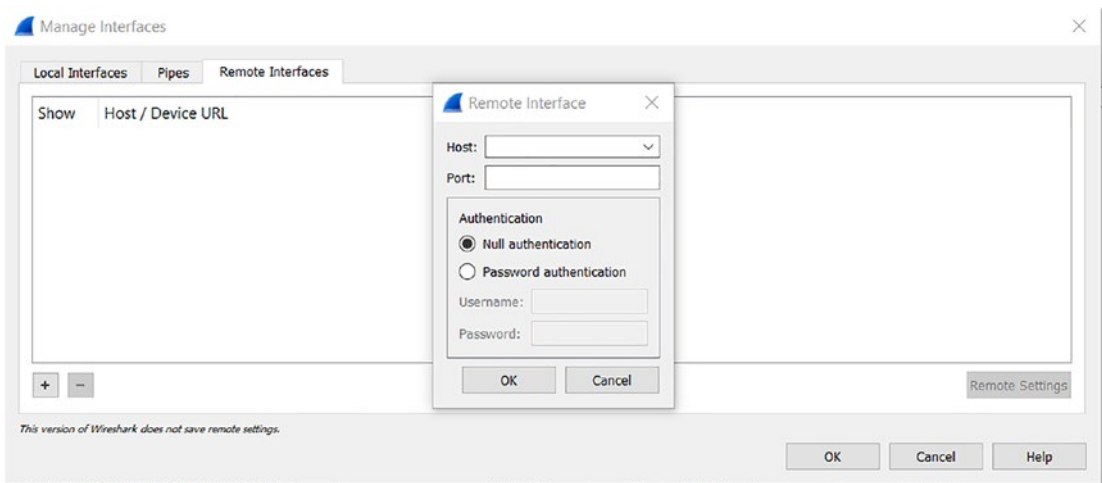 Manage Interfaces
Local Interfaces Pipes Remote Interfaces
Show Host / Device URL
Remote Interface
Host:
Port:
Authentication
Null authentication
Password authentication
Username:
Password:
OK Cancel
+ −
Remote Settings
This version of Wireshark does not save remote settings.
OK Cancel Help